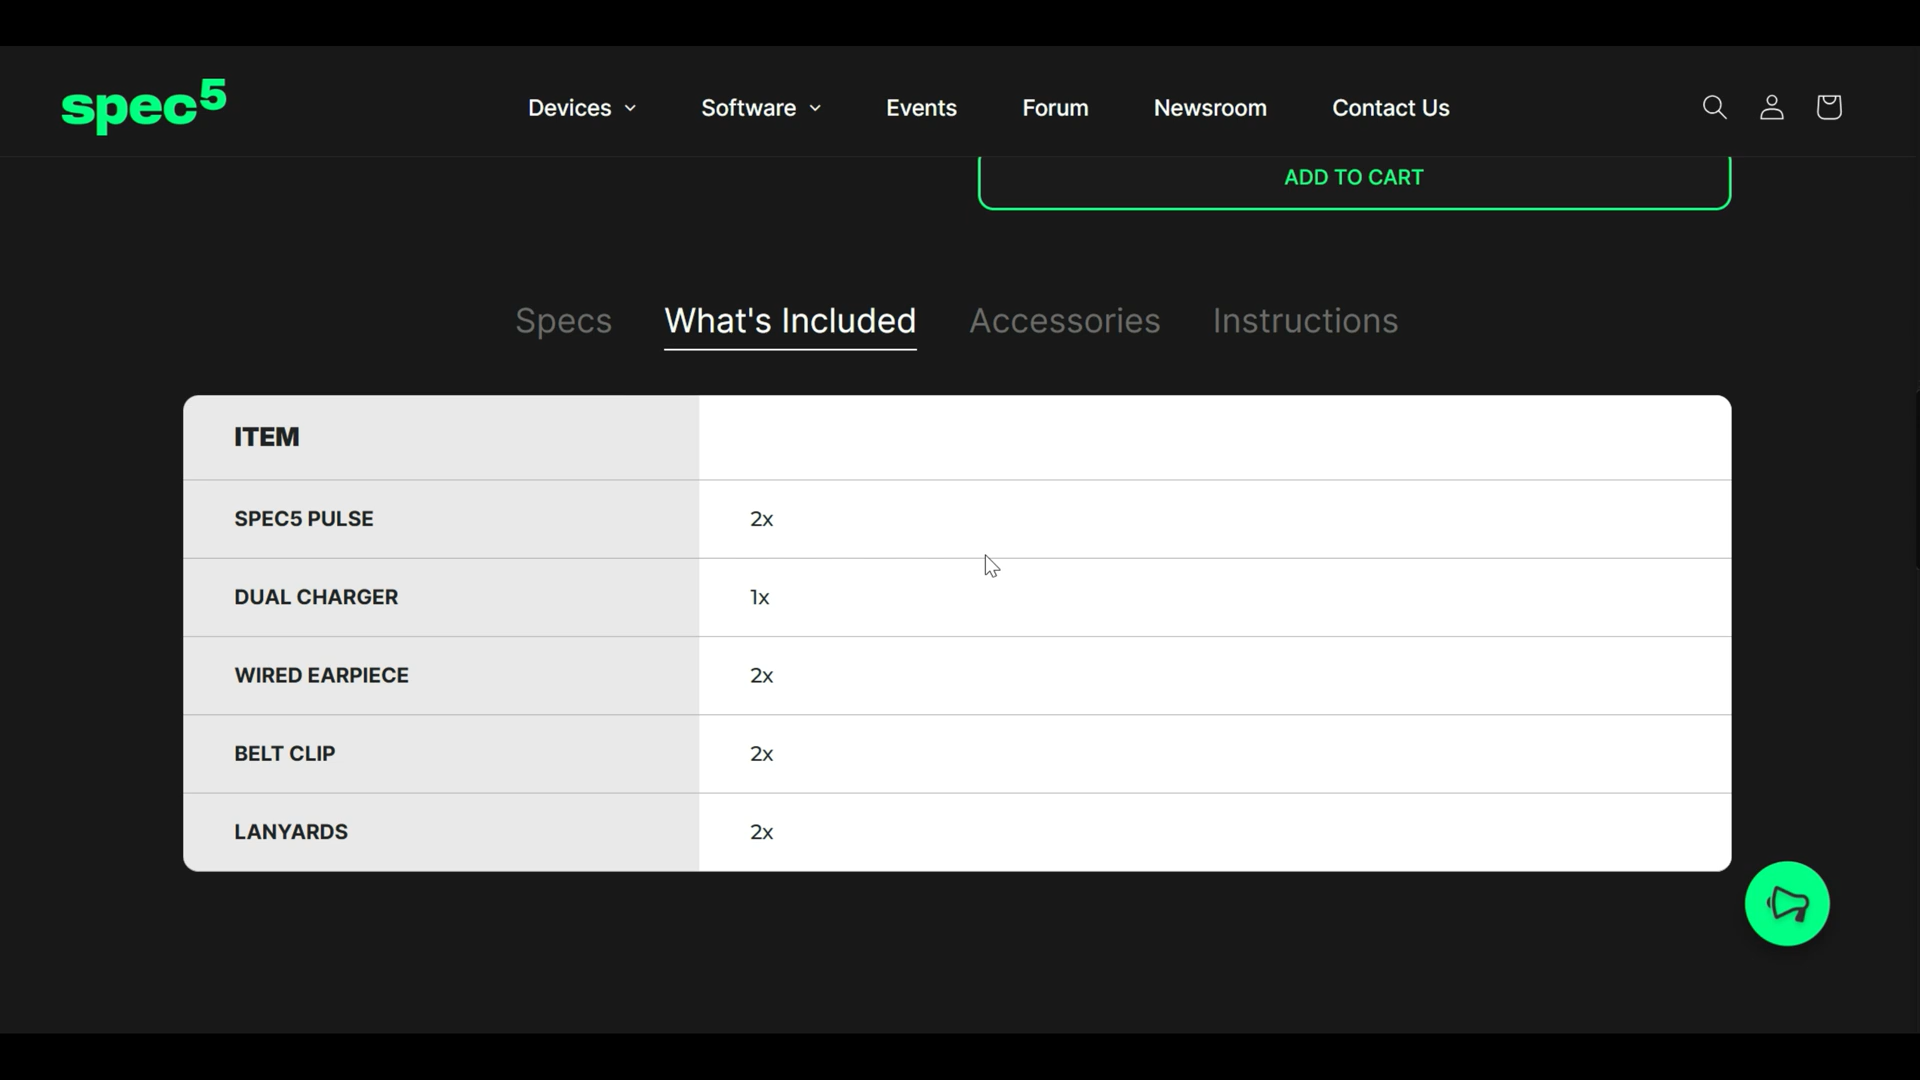 spec5
Devices Software Events Forum Newsroom Contact Us
ADD TO CART
Specs What's Included Accessories Instructions
ITEM
SPEC5 PULSE 2x
DUAL CHARGER 1x
WIRED EARPIECE 2x
BELT CLIP 2x
LANYARDS 2x